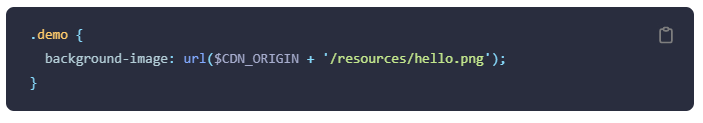 .demo {
  background-image: url($CDN_ORIGIN + '/resources/hello.png');
}